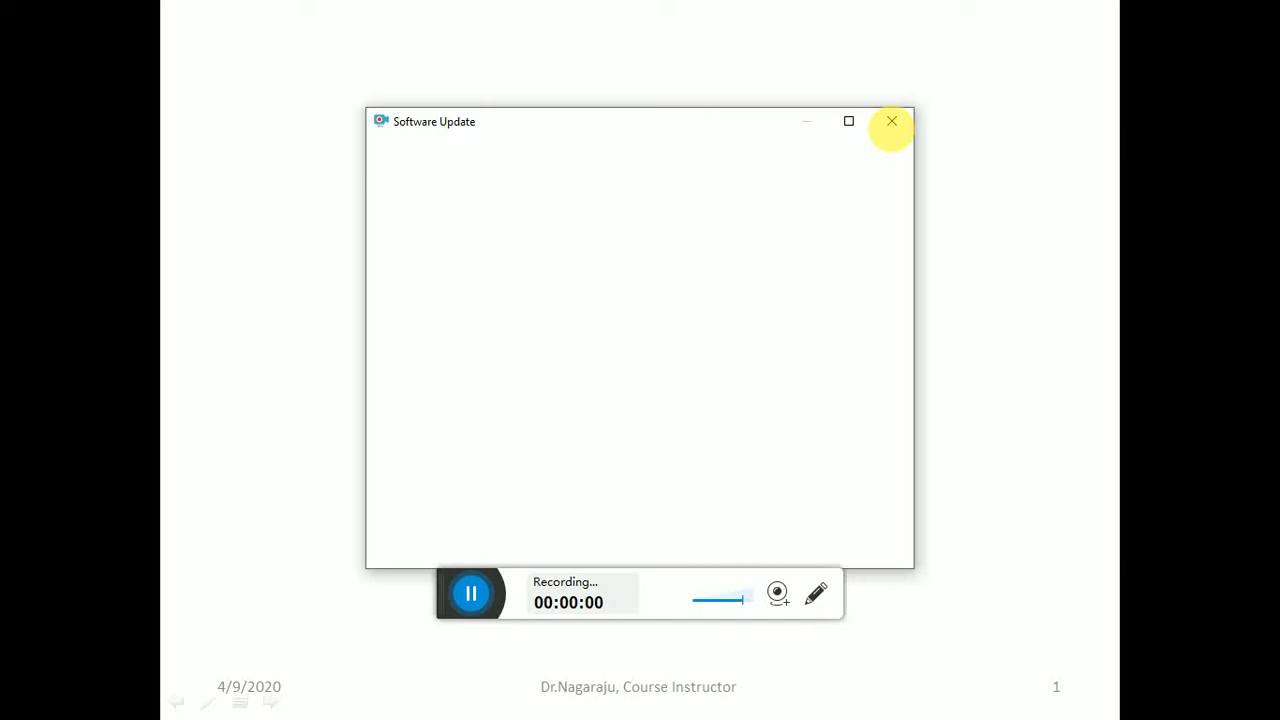 Software Update
Recording...
00:00:00
4/9/2020
Dr.Nagaraju, Course Instructor
1